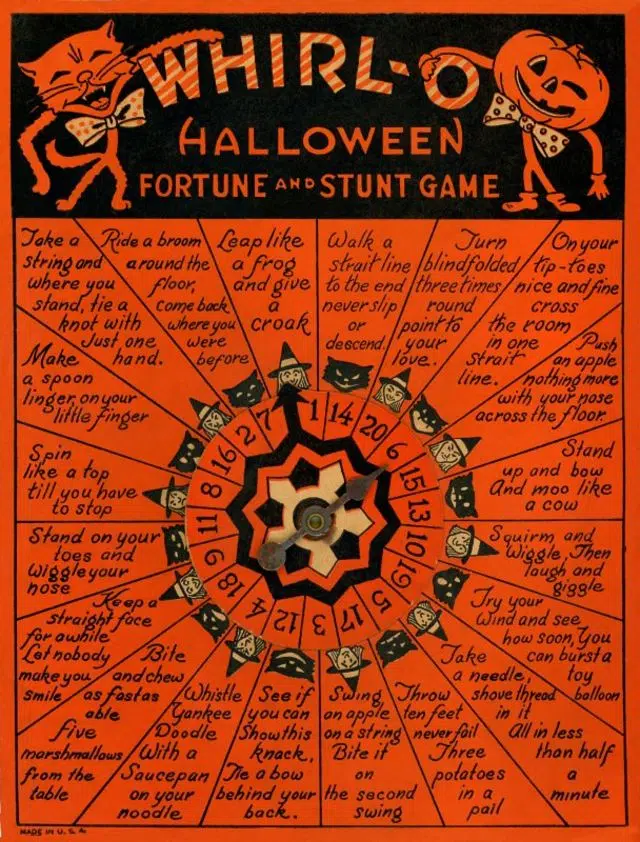 WHIRL-O
HALLOWEEN
FORTUNE AND STUNT GAME
Take a
string and
where you
stand, tie a
knot with
Just one
hand.
Ride a broom
around the
floor,
come back
where you
were
before
Leap like
a frog
and give
a
croak
Walk a
strait line
to the end
never slip
or
descend.
Turn
blindfolded
three times
round
point to
your
love.
On your
tip-toes
nice and fine
cross
the room
in one
strait
line.
Push
an apple
nothing more
with your nose
across the floor.
Stand
up and bow
And moo like
a cow
Squirm and
Wiggle, Then
laugh and
giggle
Try your
Wind and see
how soon, You
can burst a
toy
balloon
Take
a needle,
shove thread
in it
All in less
than half
a
minute
Throw
ten feet
never fail
Three
potatoes
in a
pail
Swing
an apple
on a string
Bite it
on
the second
swing
See if
you can
Show this
knack,
Tie a bow
behind your
back.
Whistle
Yankee
Doodle
With a
Saucepan
on your
noodle
Bite
and chew
as fast as
able
five
marshmallows
from the
table
Keep a
straight face
for awhile
Let nobody
make you
smile
Stand on your
toes and
Wiggle your
nose
Spin
like a top
till you have
to stop
Make
a spoon
linger, on your
little finger
1
14
20
6
15
13
10
19
5
17
3
12
4
18
9
11
8
16
2
7
MADE IN U.S.A.